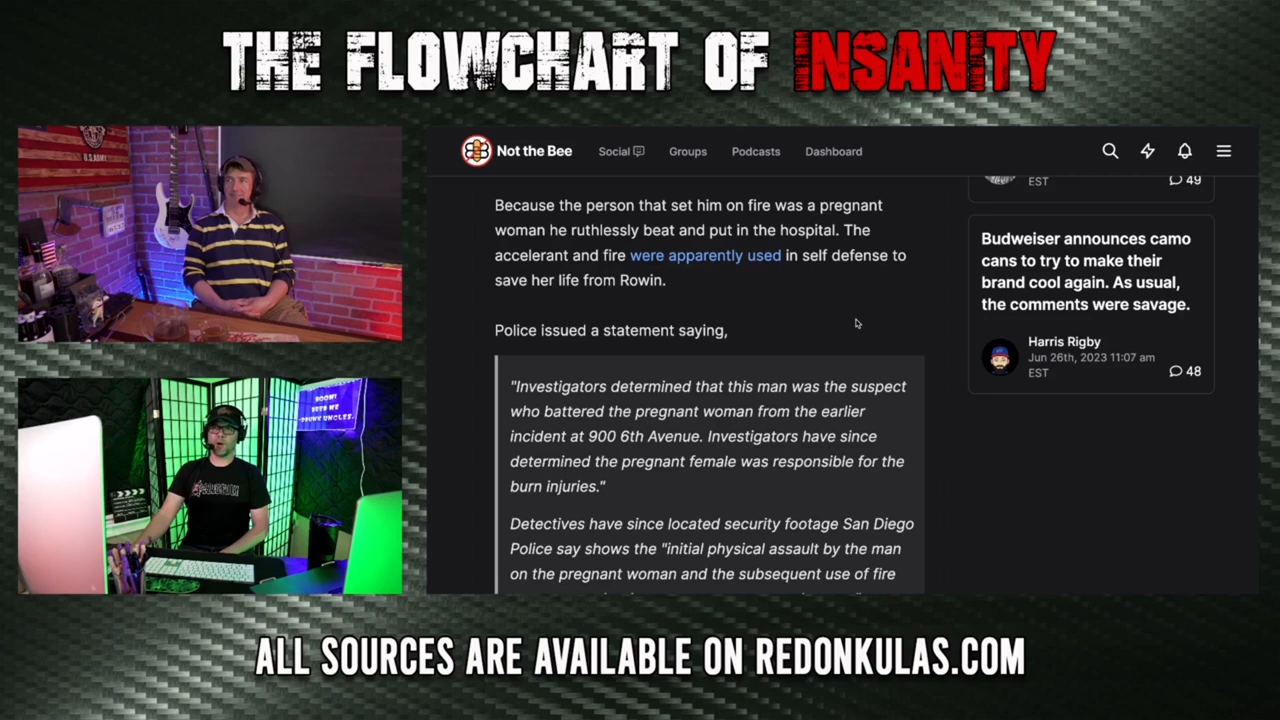 THE FLOWCHART OF INSANITY
U.S. ARMY
Not the Bee
Social
Groups
Podcasts
Dashboard
Because the person that set him on fire was a pregnant
woman he ruthlessly beat and put in the hospital. The
accelerant and fire were apparently used in self defense to
save her life from Rowin.
Police issued a statement saying,
"Investigators determined that this man was the suspect
who battered the pregnant woman from the earlier
incident at 900 6th Avenue. Investigators have since
determined the pregnant female was responsible for the
burn injuries."
Detectives have since located security footage San Diego
Police say shows the "initial physical assault by the man
on the pregnant woman and the subsequent use of fire
EST
49
Budweiser announces camo
cans to try to make their
brand cool again. As usual,
the comments were savage.
Harris Rigby
Jun 26th, 2023 11:07 am
EST
48
BOOM!
BEER ME
DRUNK UNCLES.
ALL SOURCES ARE AVAILABLE ON REDONKULAS.COM